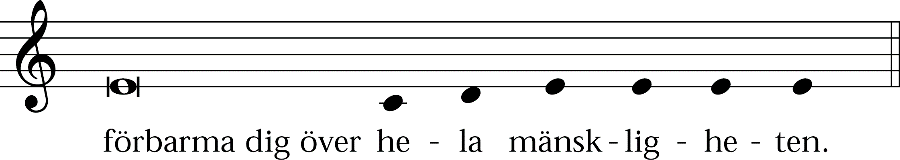 förbarma dig över he - la mänsk - lig - he - ten.